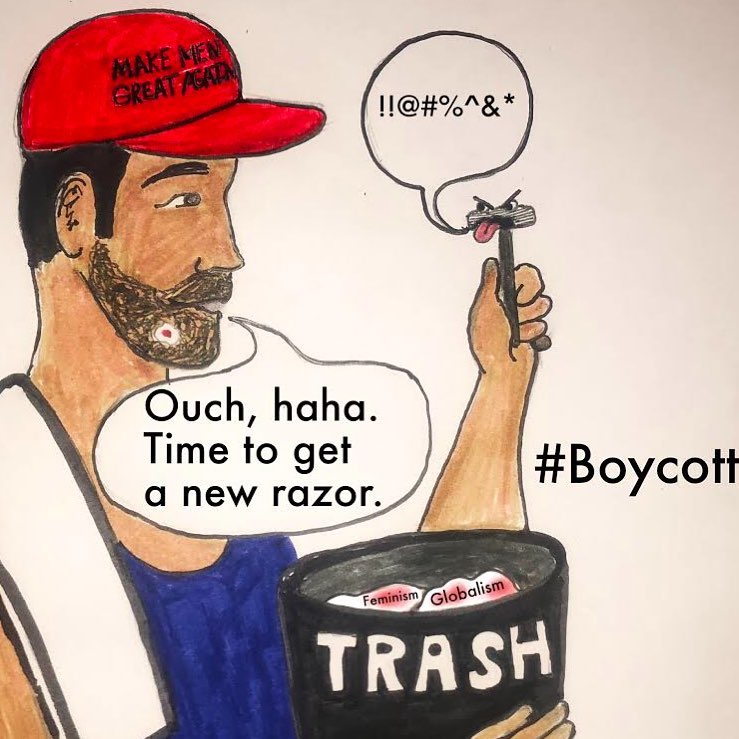 MAKE MEN
GREAT AGAIN
!!@#%^&*
Ouch, haha.
Time to get
a new razor.
#Boycott
Feminism
Globalism
TRASH